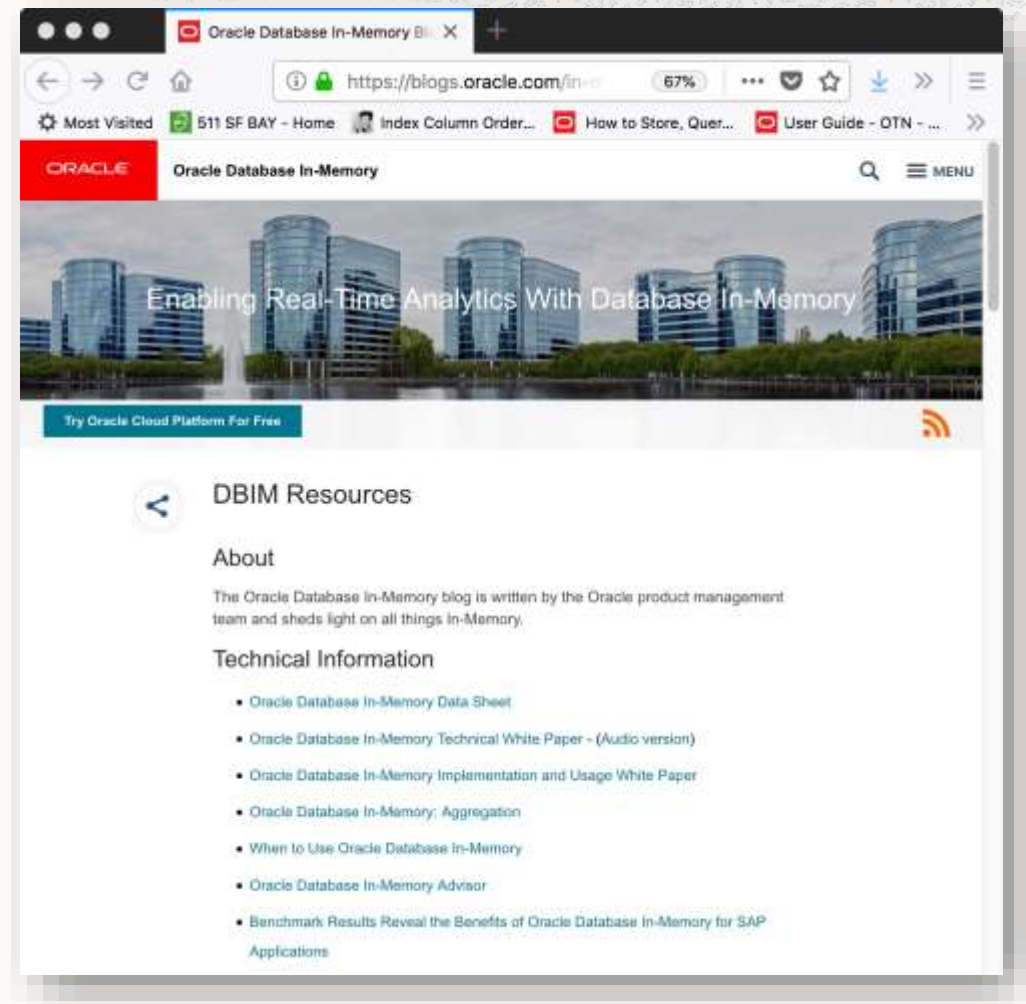 Oracle Database In-Memory Bl
https://blogs.oracle.com/in-
67%
Most Visited 511 SF BAY - Home Index Column Order... How to Store, Quer... User Guide - OTN - ...
ORACLE Oracle Database In-Memory MENU
Enabling Real-Time Analytics With Database In-Memory
Try Oracle Cloud Platform For Free
DBIM Resources
About
The Oracle Database In-Memory blog is written by the Oracle product management
team and sheds light on all things In-Memory.
Technical Information
• Oracle Database In-Memory Data Sheet
• Oracle Database In-Memory Technical White Paper - (Audio version)
• Oracle Database In-Memory Implementation and Usage White Paper
• Oracle Database In-Memory: Aggregation
• When to Use Oracle Database In-Memory
• Oracle Database In-Memory Advisor
• Benchmark Results Reveal the Benefits of Oracle Database In-Memory for SAP
Applications